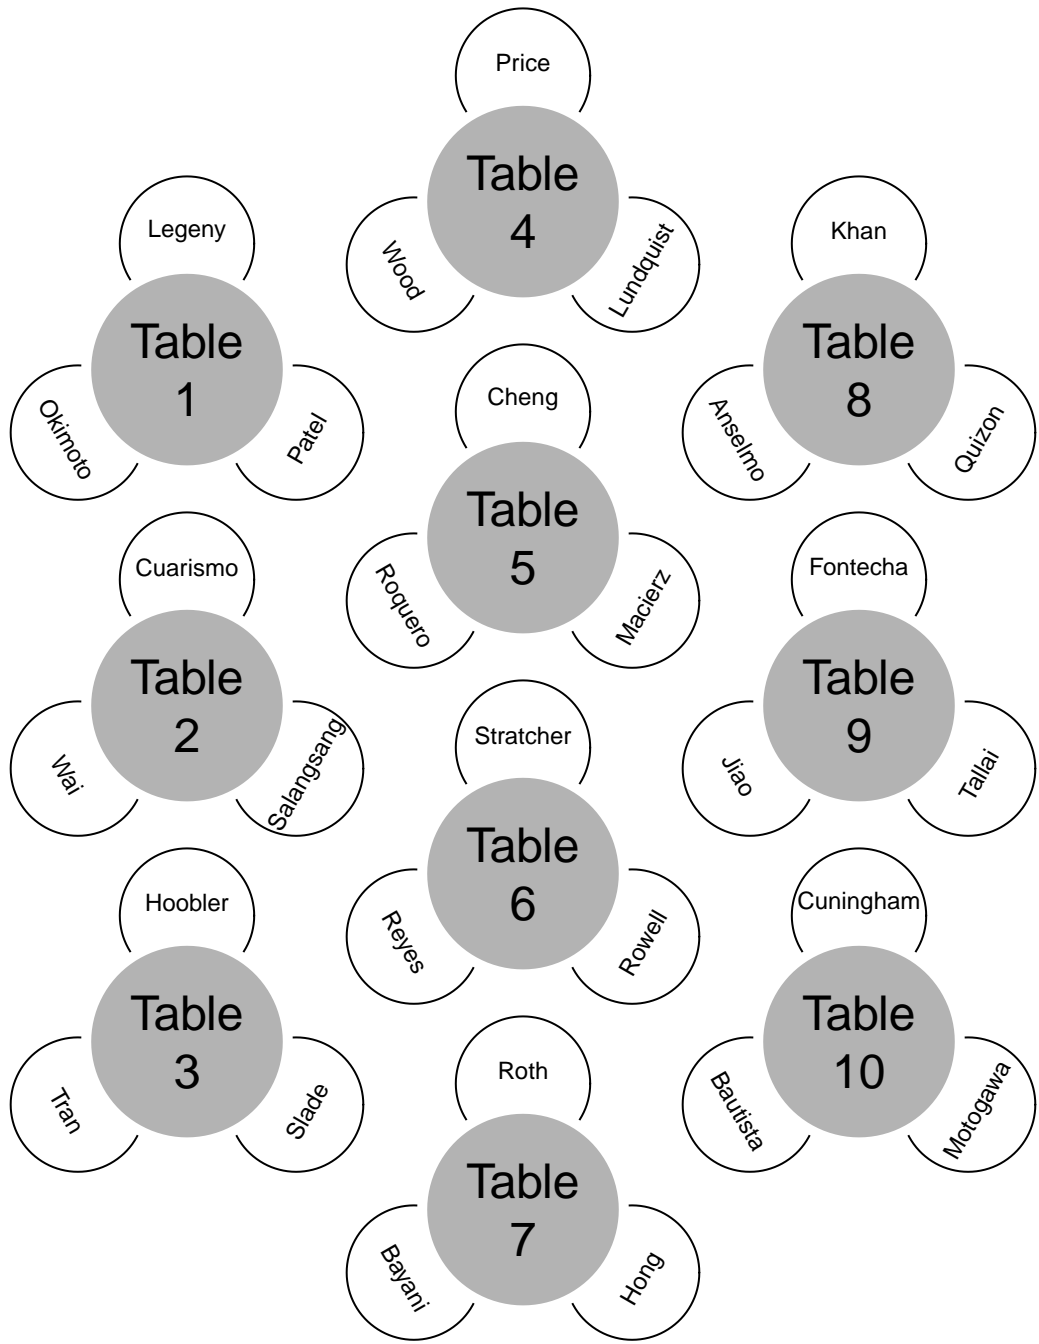 Price
Table
4
Wood
Lundquist
Legeny
Table
1
Okimoto
Patel
Khan
Table
8
Anselmo
Quizon
Cheng
Table
5
Roquero
Macierz
Cuarismo
Table
2
Wai
Salangsang
Fontecha
Table
9
Jiao
Tallai
Stratcher
Table
6
Reyes
Rowell
Hoobler
Table
3
Tran
Slade
Cuningham
Table
10
Bautista
Motogawa
Roth
Table
7
Bayani
Hong